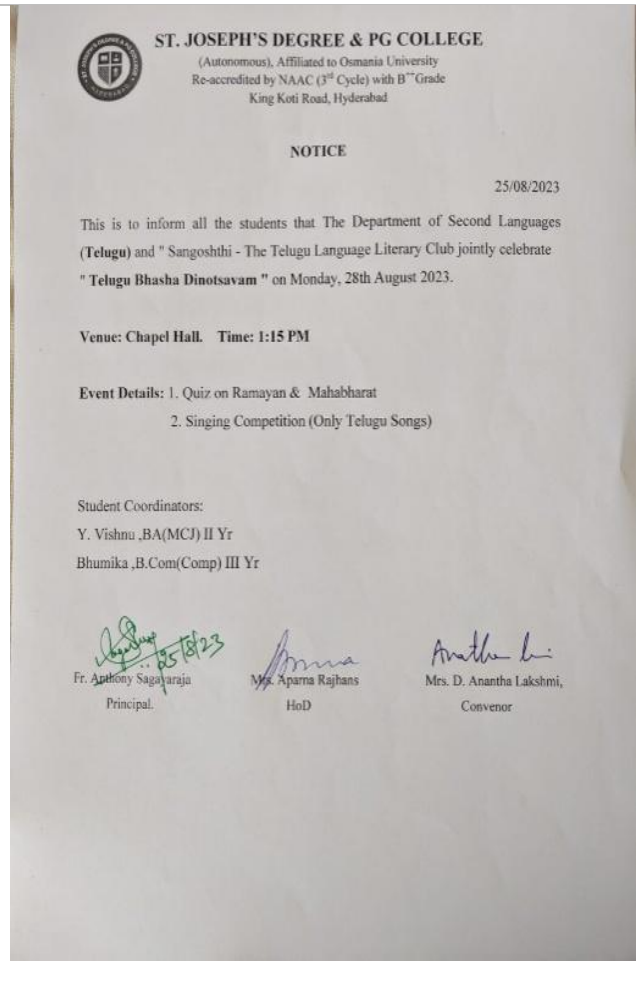 ST. JOSEPH'S DEGREE & PG COLLEGE
(Autonomous), Affiliated to Osmania University
Re-accredited by NAAC (3rd Cycle) with B++Grade
King Koti Road, Hyderabad
NOTICE
25/08/2023
This is to inform all the students that The Department of Second Languages
(Telugu) and " Sangoshthi - The Telugu Language Literary Club jointly celebrate
" Telugu Bhasha Dinotsavam " on Monday, 28th August 2023.
Venue: Chapel Hall. Time: 1:15 PM
Event Details: 1. Quiz on Ramayan & Mahabharat
2. Singing Competition (Only Telugu Songs)
Student Coordinators:
Y. Vishnu ,BA(MCJ) II Yr
Bhumika ,B.Com(Comp) III Yr
25/8/23
Fr. Anthony Sagayaraja
Mrs. Aparna Rajhans
Mrs. D. Anantha Lakshmi,
Principal.
HoD
Convenor